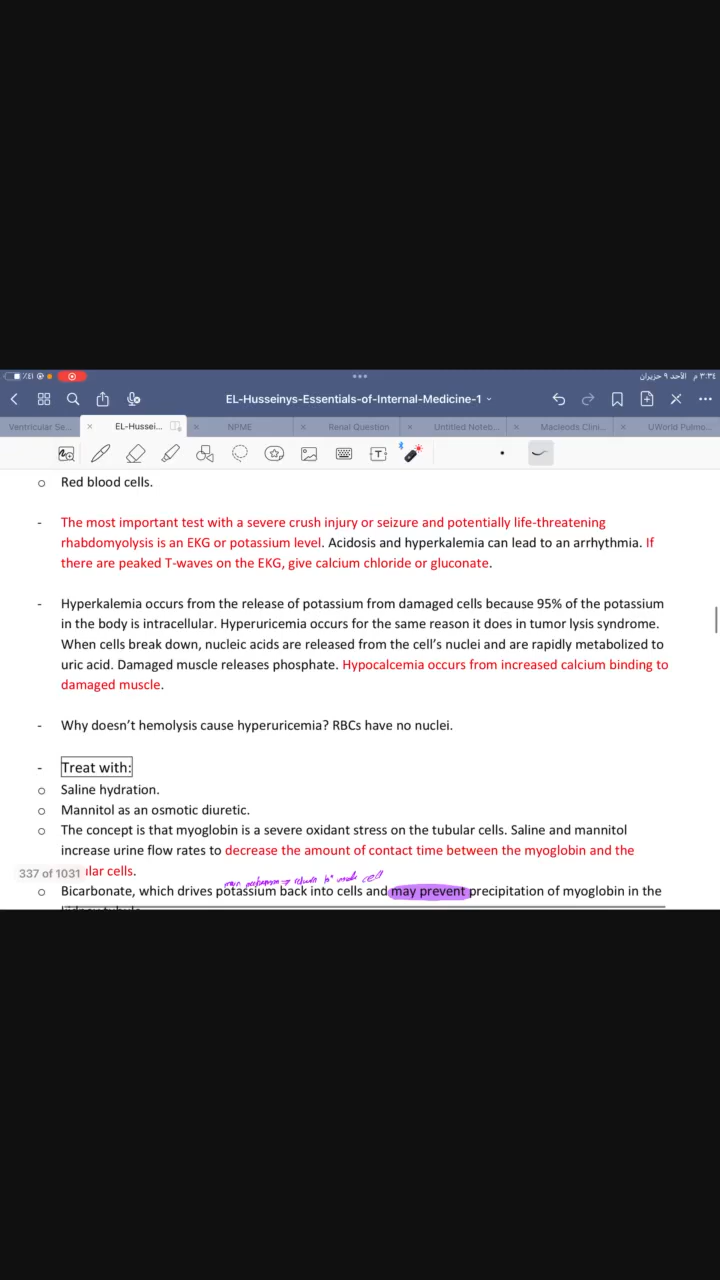 ٪٤١
٣:٣٤ م الأحد ٩ حزيران
EL-Husseinys-Essentials-of-Internal-Medicine-1
Ventricular Se...
EL-Hussei...
NPME
Renal Question
Untitled Noteb...
Macleods Clini...
UWorld Pulmo...
o Red blood cells.
- The most important test with a severe crush injury or seizure and potentially life-threatening
rhabdomyolysis is an EKG or potassium level. Acidosis and hyperkalemia can lead to an arrhythmia. If
there are peaked T-waves on the EKG, give calcium chloride or gluconate.
- Hyperkalemia occurs from the release of potassium from damaged cells because 95% of the potassium
in the body is intracellular. Hyperuricemia occurs for the same reason it does in tumor lysis syndrome.
When cells break down, nucleic acids are released from the cell’s nuclei and are rapidly metabolized to
uric acid. Damaged muscle releases phosphate. Hypocalcemia occurs from increased calcium binding to
damaged muscle.
- Why doesn’t hemolysis cause hyperuricemia? RBCs have no nuclei.
- Treat with:
o Saline hydration.
o Mannitol as an osmotic diuretic.
o The concept is that myoglobin is a severe oxidant stress on the tubular cells. Saline and mannitol
increase urine flow rates to decrease the amount of contact time between the myoglobin and the
337 of 1031 ular cells.
main mechanism → return K+ inside cell
o Bicarbonate, which drives potassium back into cells and may prevent precipitation of myoglobin in the
kidney tubule.